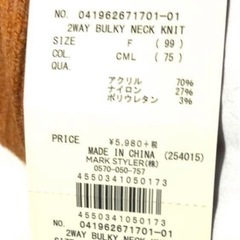 NO. 041962671701-01
2WAY BULKY NECK KNIT
SIZE F ( 99 )
COL. CML ( 75 )
QUA.
アクリル 70%
ナイロン 27%
ポリウレタン 3%
PRICE ¥5,980+税
MADE IN CHINA (254015)
MARK STYLER(株)
0570-050-757
4550341050173
4550341050173
NO. 041962671701-01
2WAY BULKY NECK KNIT